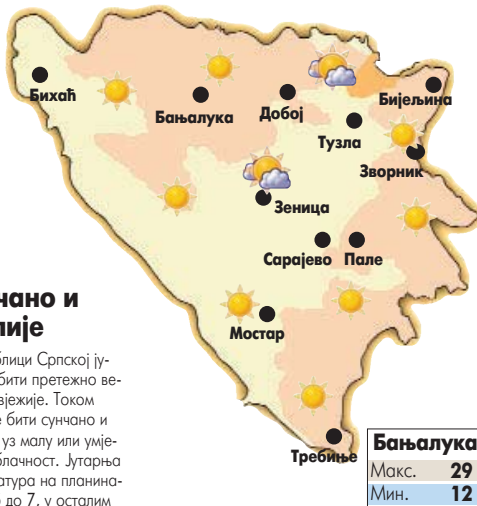 Бихаћ
Бањалука
Добој
Бијељина
Тузла
Зворник
Зеница
Сарајево Пале
Мостар
Требиње
чано и
лије
блици Српској ју-
бити претежно ве-
вјежије. Током
е бити сунчано и
уз малу или умје-
блачност. Јутарња
атура на планина-
до 7, у осталим
Бањалука
Макс. 29
Мин. 12